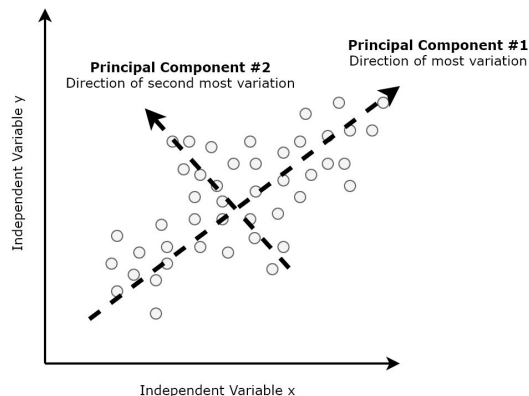 Principal Component #1
Direction of most variation
Principal Component #2
Direction of second most variation
Independent Variable y
Independent Variable x